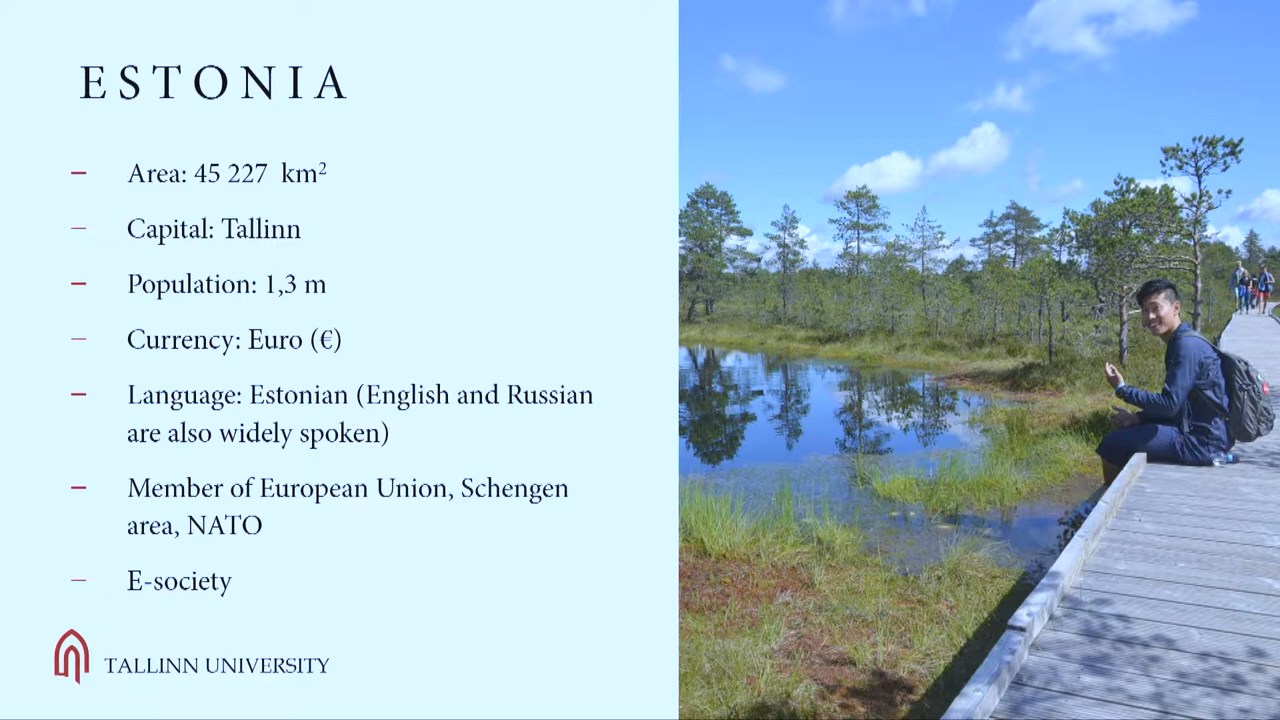 ESTONIA
– Area: 45 227 km²
– Capital: Tallinn
– Population: 1,3 m
– Currency: Euro (€)
– Language: Estonian (English and Russian
are also widely spoken)
– Member of European Union, Schengen
area, NATO
– E-society
TALLINN UNIVERSITY